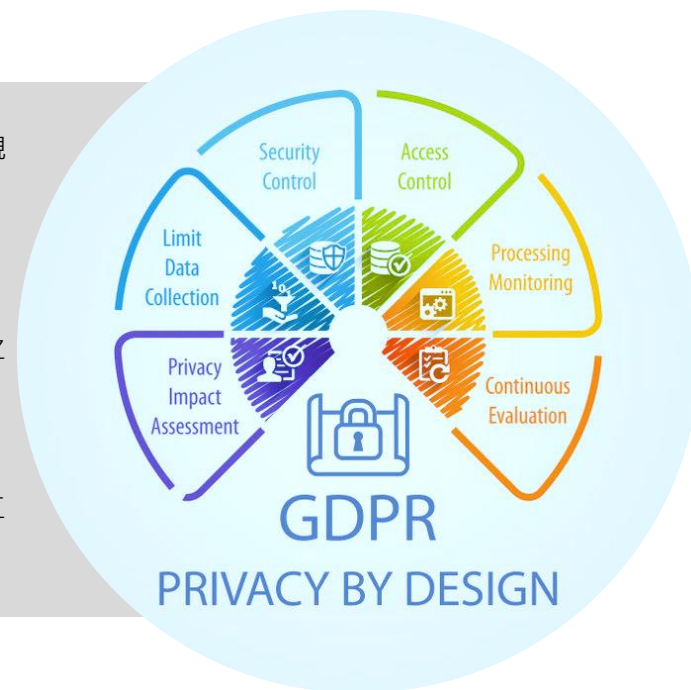 Security
Control
Access
Control
Limit
Data
Collection
Processing
Monitoring
Privacy
Impact
Assessment
Continuous
Evaluation
GDPR
PRIVACY BY DESIGN